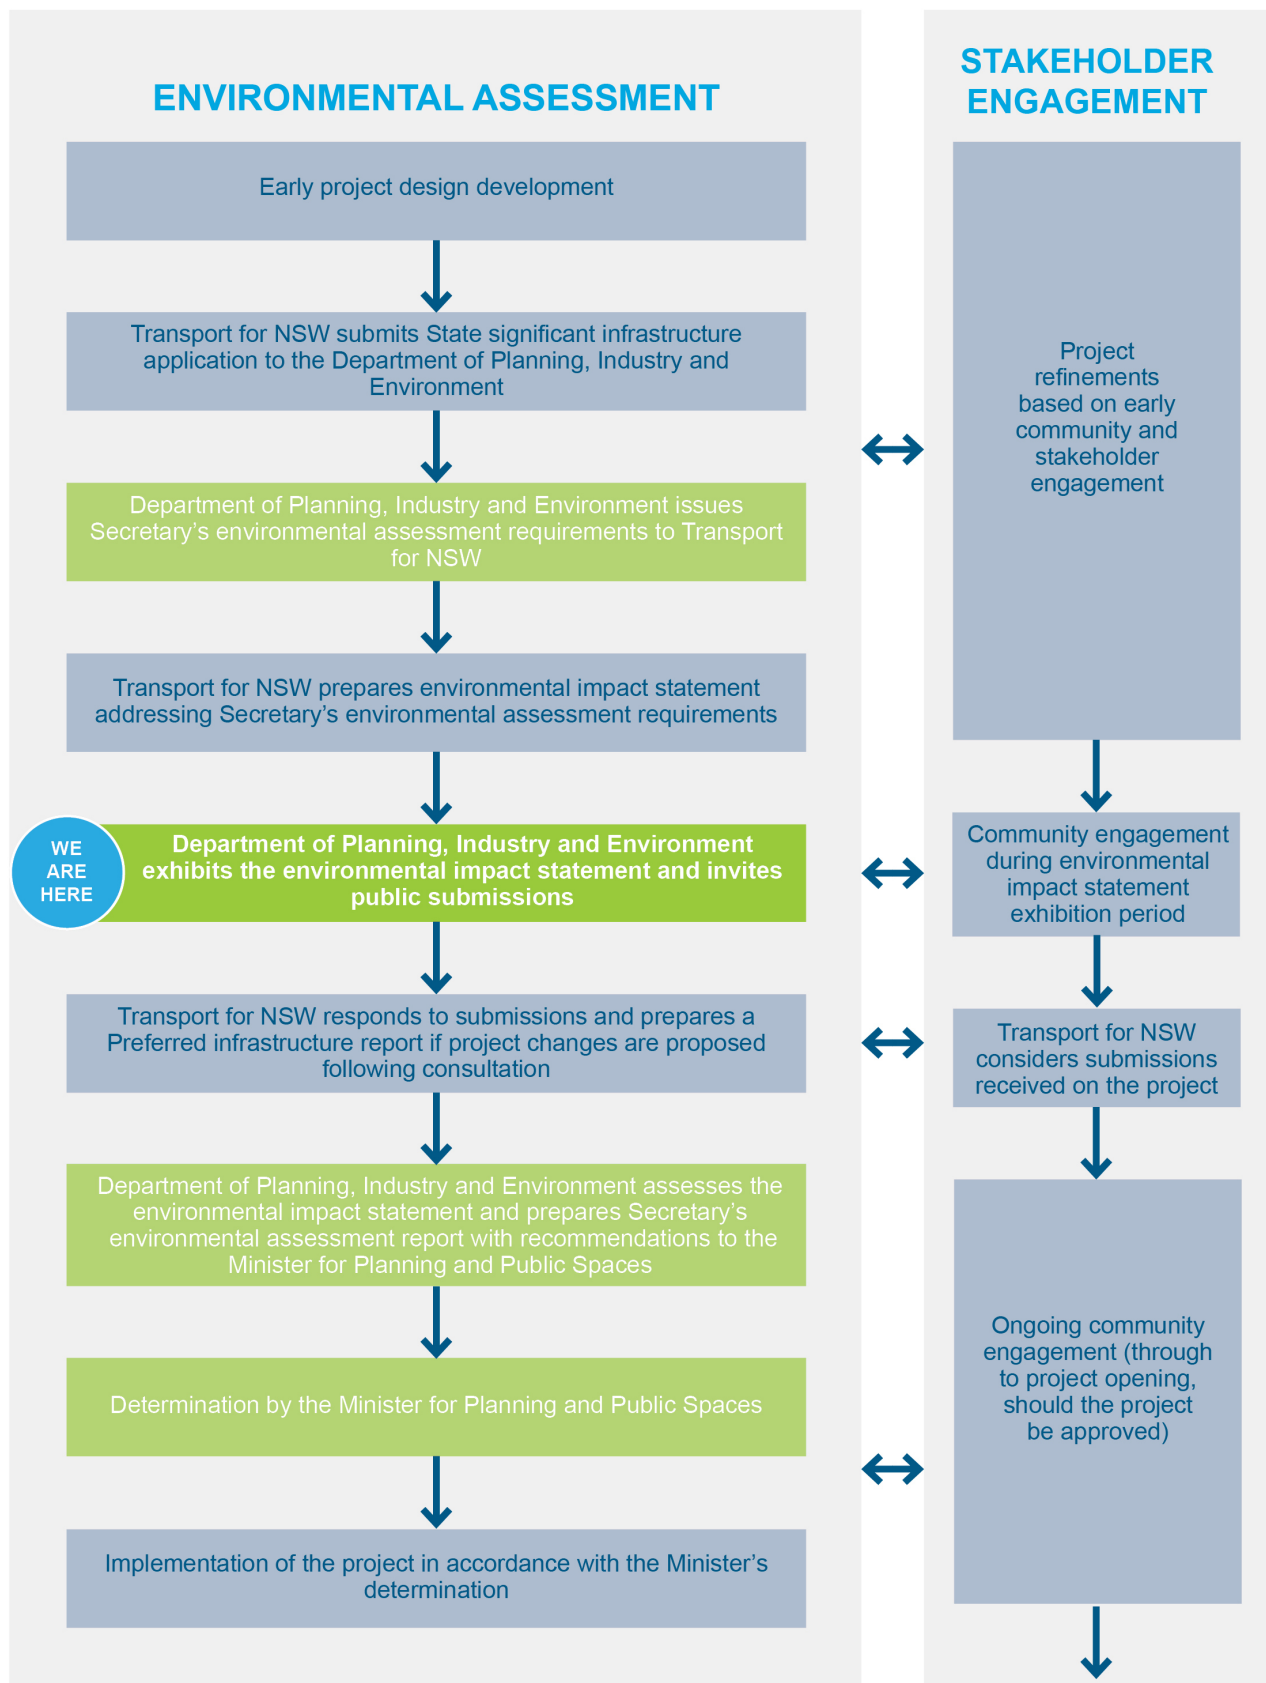 ENVIRONMENTAL ASSESSMENT
Early project design development
Transport for NSW submits State significant infrastructure
application to the Department of Planning, Industry and
Environment
Department of Planning, Industry and Environment issues
Secretary’s environmental assessment requirements to Transport
for NSW
Transport for NSW prepares environmental impact statement
addressing Secretary’s environmental assessment requirements
WE
ARE
HERE
Department of Planning, Industry and Environment
exhibits the environmental impact statement and invites
public submissions
Transport for NSW responds to submissions and prepares a
Preferred infrastructure report if project changes are proposed
following consultation
Department of Planning, Industry and Environment assesses the
environmental impact statement and prepares Secretary’s
environmental assessment report with recommendations to the
Minister for Planning and Public Spaces
Determination by the Minister for Planning and Public Spaces
Implementation of the project in accordance with the Minister’s
determination
STAKEHOLDER
ENGAGEMENT
Project
refinements
based on early
community and
stakeholder
engagement
Community engagement
during environmental
impact statement
exhibition period
Transport for NSW
considers submissions
received on the project
Ongoing community
engagement (through
to project opening,
should the project
be approved)